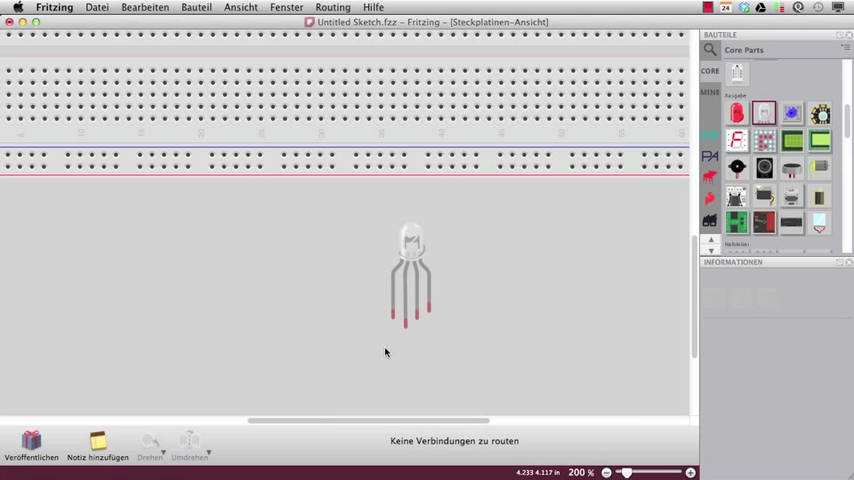 Fritzing Datei Bearbeiten Bauteil Ansicht Fenster Routing Hilfe
24
Untitled Sketch.fzz – Fritzing – [Steckplatinen-Ansicht]
BAUTEILE
Core Parts
CORE
MINE
Ausgabe
INFORMATIONEN
Keine Verbindungen zu routen
Veröffentlichen Notiz hinzufügen Drehen Umdrehen
4.233 4.117 in 200 %